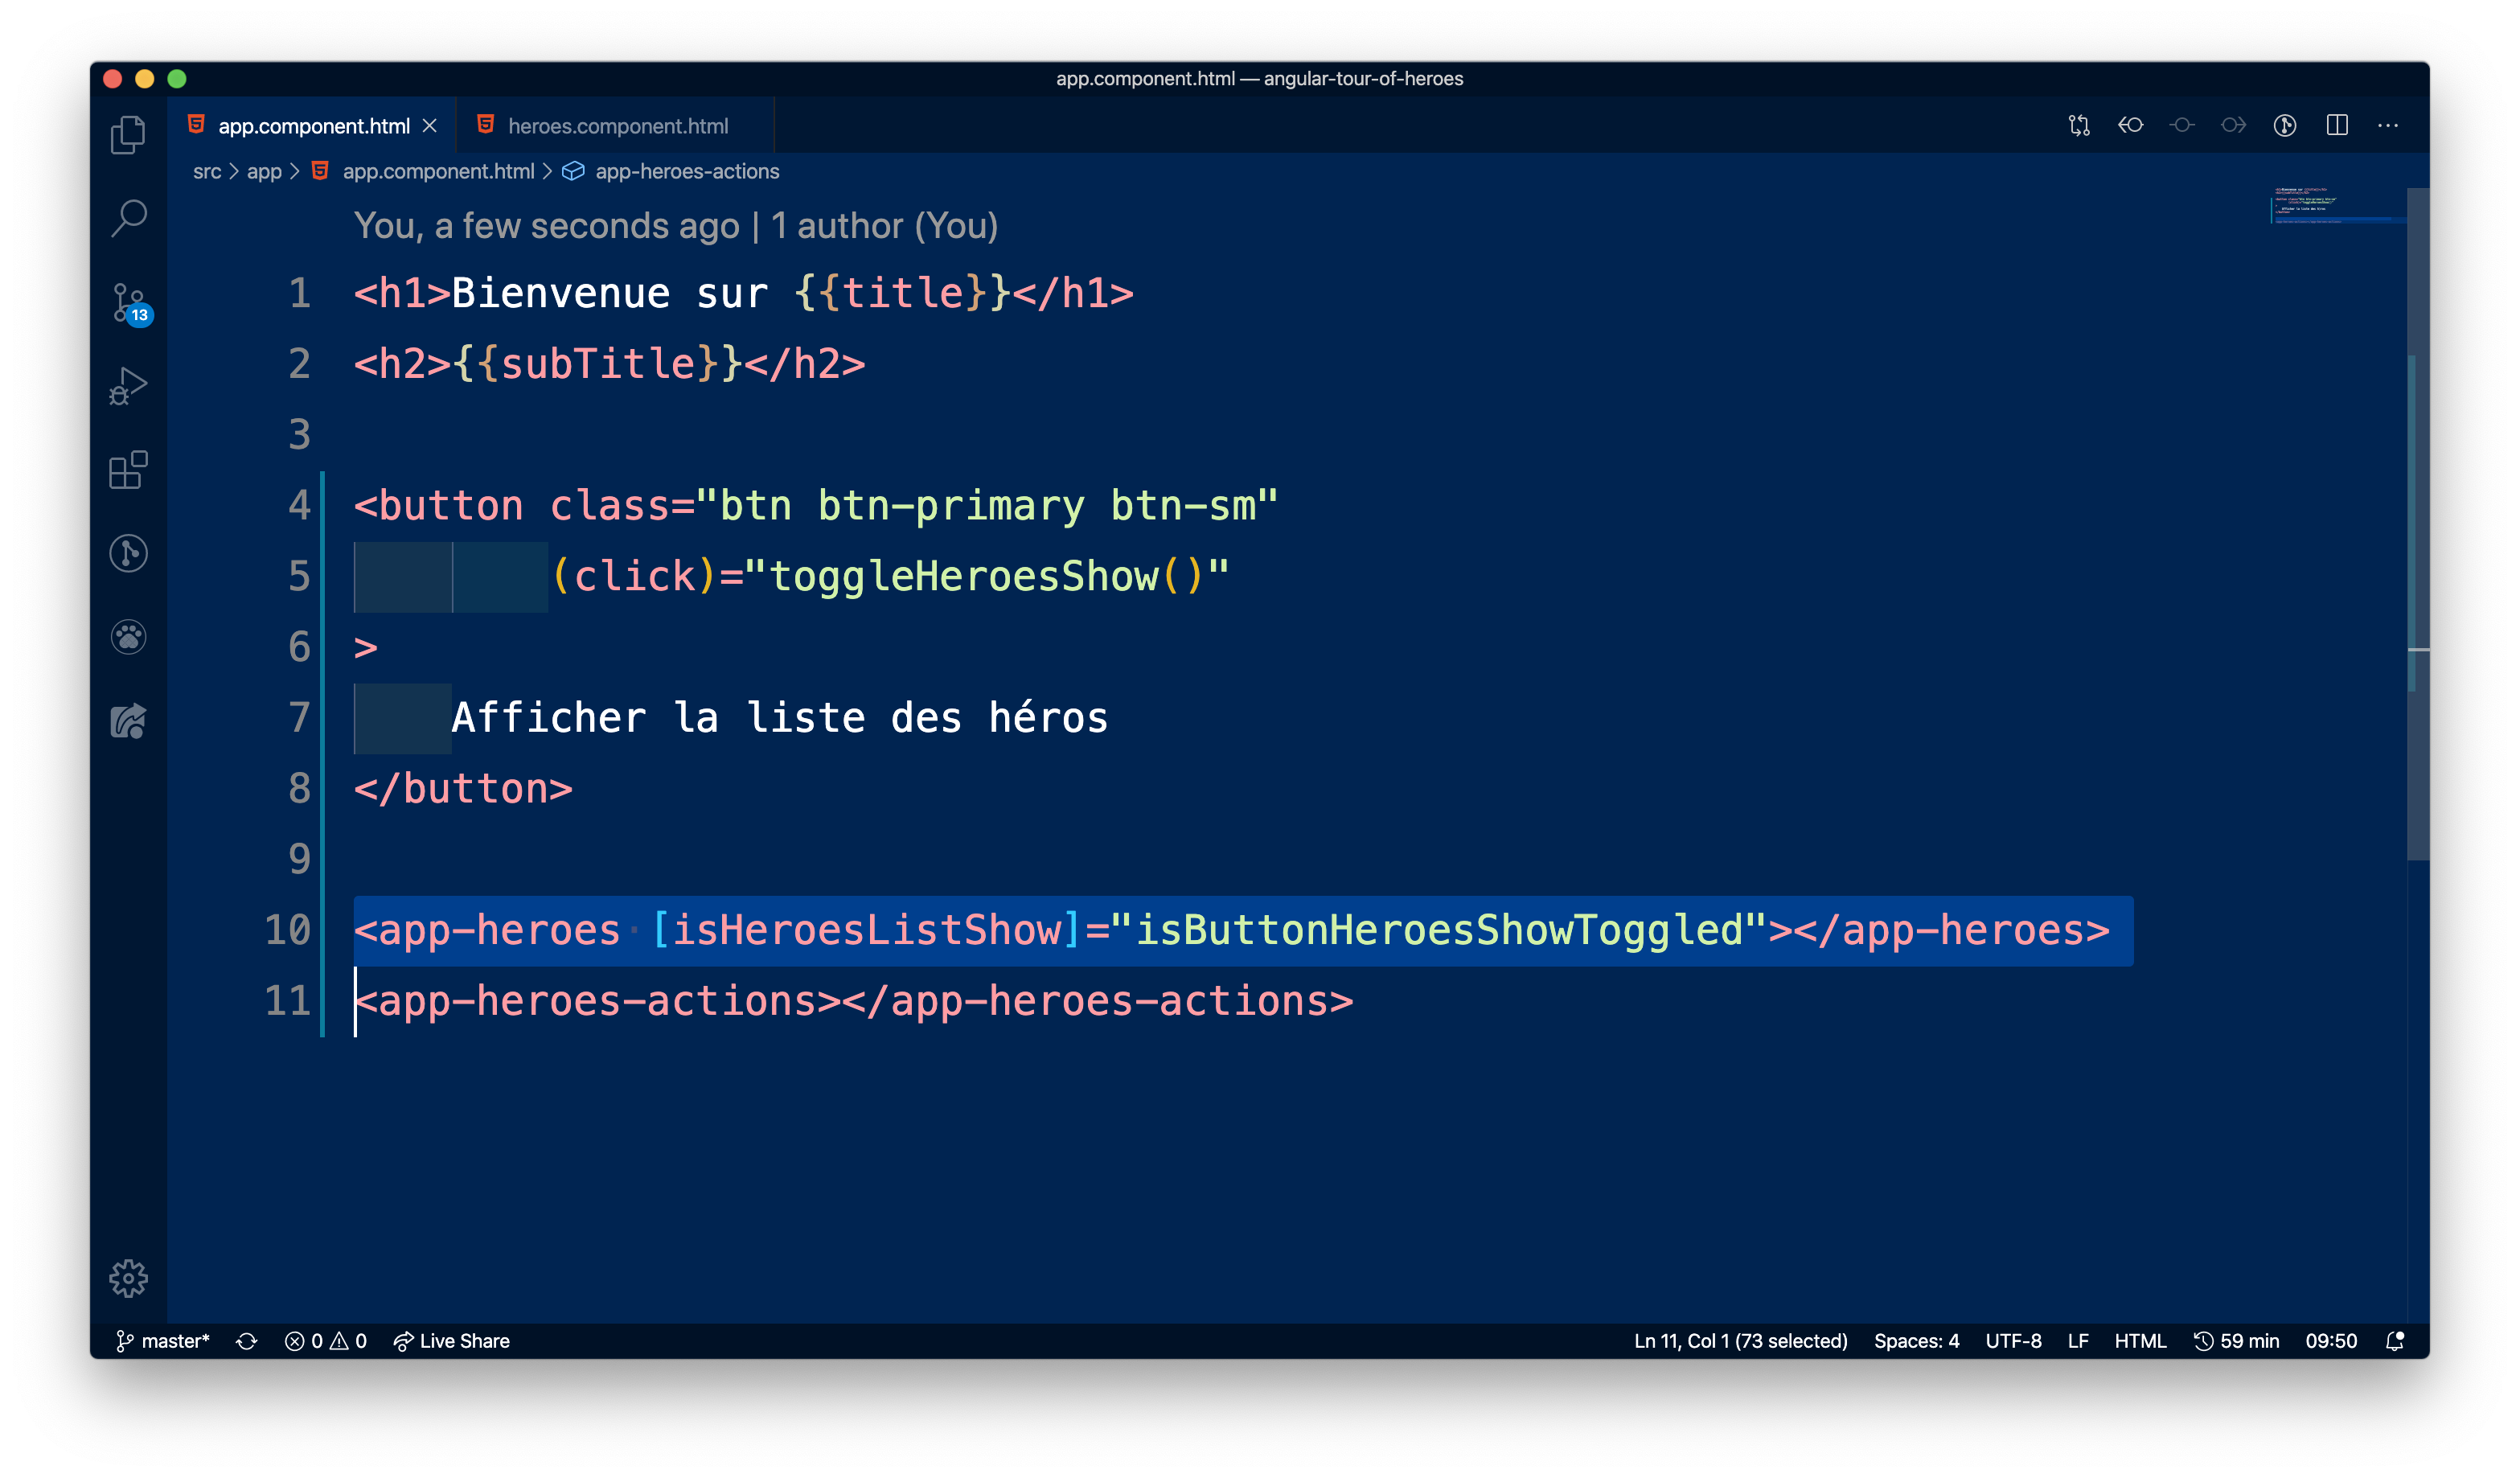 app.component.html — angular-tour-of-heroes
app.component.html heroes.component.html
src > app > app.component.html > app-heroes-actions
You, a few seconds ago | 1 author (You)
1 <h1>Bienvenue sur {{title}}</h1>
2 <h2>{{subTitle}}</h2>
3
4 <button class="btn btn-primary btn-sm"
5 (click)="toggleHeroesShow()"
6 >
7 Afficher la liste des héros
8 </button>
9
10 <app-heroes [isHeroesListShow]="isButtonHeroesShowToggled"></app-heroes>
11 <app-heroes-actions></app-heroes-actions>
13
master* 0 0 Live Share Ln 11, Col 1 (73 selected) Spaces: 4 UTF-8 LF HTML 59 min 09:50